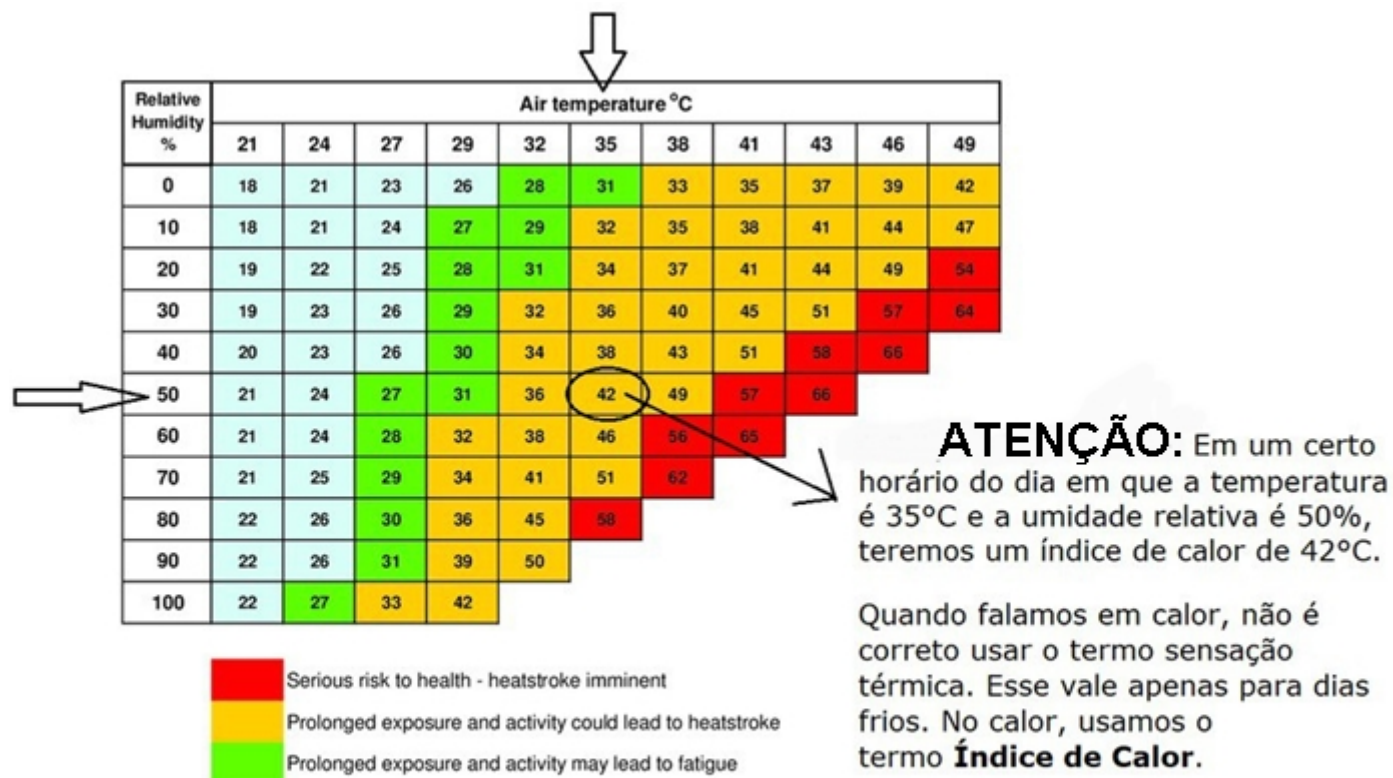 Relative Humidity % Air temperature °C
21 24 27 29 32 35 38 41 43 46 49
0 18 21 23 26 28 31 33 35 37 39 42
10 18 21 24 27 29 32 35 38 41 44 47
20 19 22 25 28 31 34 37 41 44 49 54
30 19 23 26 29 32 36 40 45 51 57 64
40 20 23 26 30 34 38 43 51 58 66
50 21 24 27 31 36 42 49 57 66
60 21 24 28 32 38 46 56 65
70 21 25 29 34 41 51 62
80 22 26 30 36 45 58
90 22 26 31 39 50
100 22 27 33 42
Serious risk to health - heatstroke imminent
Prolonged exposure and activity could lead to heatstroke
Prolonged exposure and activity may lead to fatigue
ATENÇÃO: Em um certo
horário do dia em que a temperatura
é 35ºC e a umidade relativa é 50%,
teremos um índice de calor de 42ºC.
Quando falamos em calor, não é
correto usar o termo sensação
térmica. Esse vale apenas para dias
frios. No calor, usamos o
termo Índice de Calor.